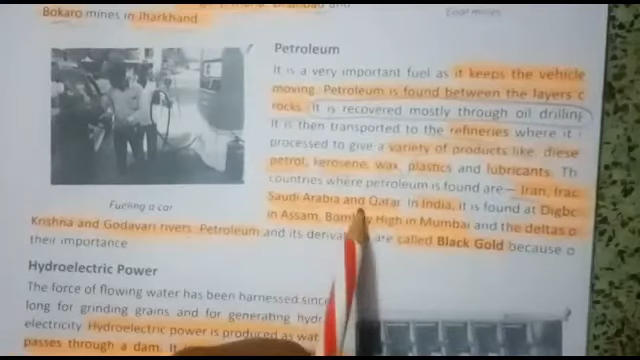 Bokaro mines in Jharkhand
Coal mines
Petroleum
It is a very important fuel as it keeps the vehicle
moving. Petroleum is found between the layers
rocks. It is recovered mostly through oil drilling
It is then transported to the refineries where it
processed to give a variety of products like, diese
petrol, kerosene, wax, plastics and lubricants. Th
countries where petroleum is found are — Iran, Irac
Saudi Arabia and Qatar. In India, it is found at Digbo
in Assam, Bombay High in Mumbai and the deltas o
Fueling a car
Krishna and Godavari rivers. Petroleum and its are called Black Gold because o
their importance
Hydroelectric Power
The force of flowing water has been harnessed since
long for grinding grains and for generating hydr
electricity Hydroelectric power is produced as wat
passes through a dam. It